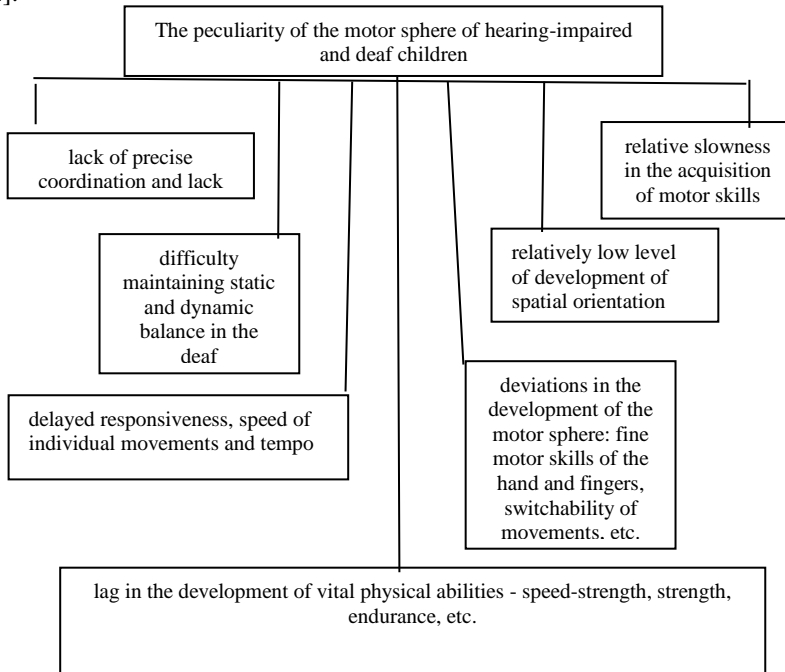 ].
The peculiarity of the motor sphere of hearing-impaired
and deaf children
lack of precise
coordination and lack
relative slowness
in the acquisition
of motor skills
difficulty
maintaining static
and dynamic
balance in the
deaf
relatively low level
of development of
spatial orientation
delayed responsiveness, speed of
individual movements and tempo
deviations in the
development of the
motor sphere: fine
motor skills of the
hand and fingers,
switchability of
movements. etc.
lag in the development of vital physical abilities - speed-strength, strength,
endurance, etc.